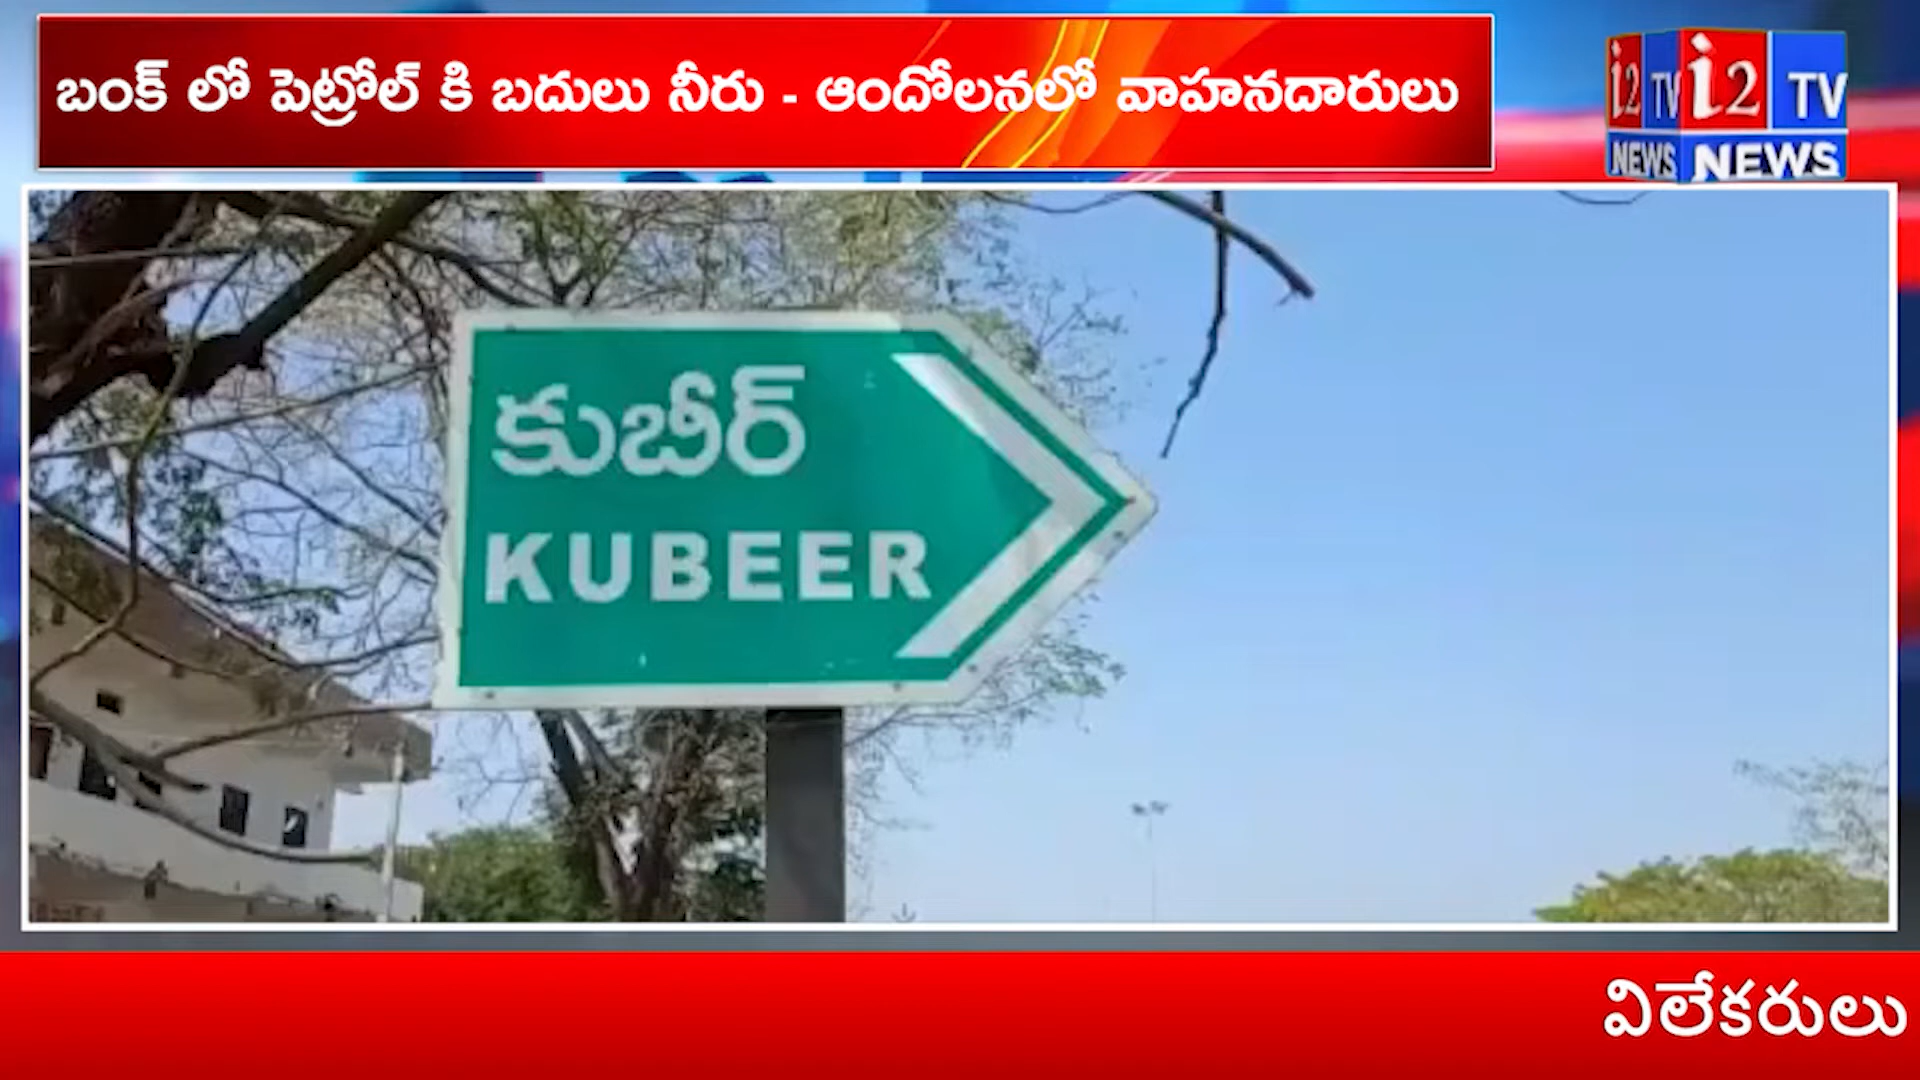 బంక్ లో పెట్రోల్ కి బదులు నీరు - ఆందోళనలో వాహనదారులు
i2 TV i2 TV
NEWS NEWS
కుబీర్
KUBEER
విలేకరులు